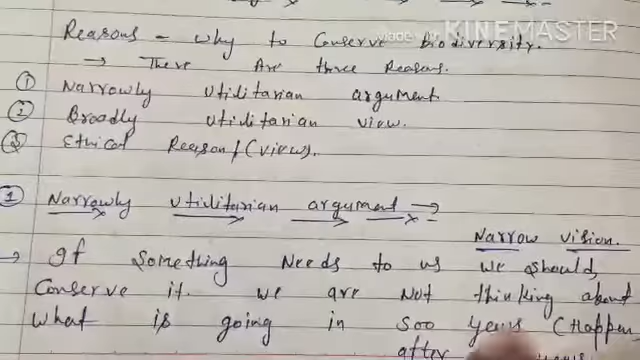 made with KINEMASTER
Reasons - why to Conserve Biodiversity.
→ There Are three Reasons.
① Narrowly utilitarian argument
② Broadly utilitarian view.
③ Ethical Reason/(view).
① Narrowly utilitarian argument →
Narrow vision.
→ If Something Needs to us we should,
Conserve it. we are Not thinking about
what is going in 500 years (Happen
after